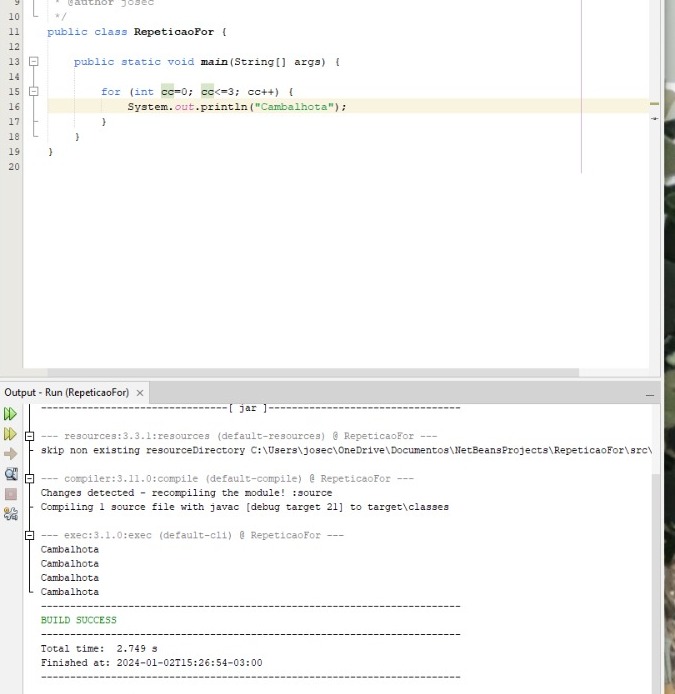 9 * @author josec
10 */
11 public class RepeticaoFor {
12
13 public static void main(String[] args) {
14
15 for (int cc=0; cc<=3; cc++) {
16 System.out.println("Cambalhota");
17 }
18 }
19 }
20
Output - Run (RepeticaoFor) ×
--------------------------------[ jar ]---------------------------------
--- resources:3.3.1:resources (default-resources) @ RepeticaoFor ---
skip non existing resourceDirectory C:\Users\josec\OneDrive\Documentos\NetBeansProjects\RepeticaoFor\src\
--- compiler:3.11.0:compile (default-compile) @ RepeticaoFor ---
Changes detected - recompiling the module! :source
Compiling 1 source file with javac [debug target 21] to target\classes
--- exec:3.1.0:exec (default-cli) @ RepeticaoFor ---
Cambalhota
Cambalhota
Cambalhota
Cambalhota
------------------------------------------------------------------------
BUILD SUCCESS
------------------------------------------------------------------------
Total time:  2.749 s
Finished at: 2024-01-02T15:26:54-03:00
------------------------------------------------------------------------